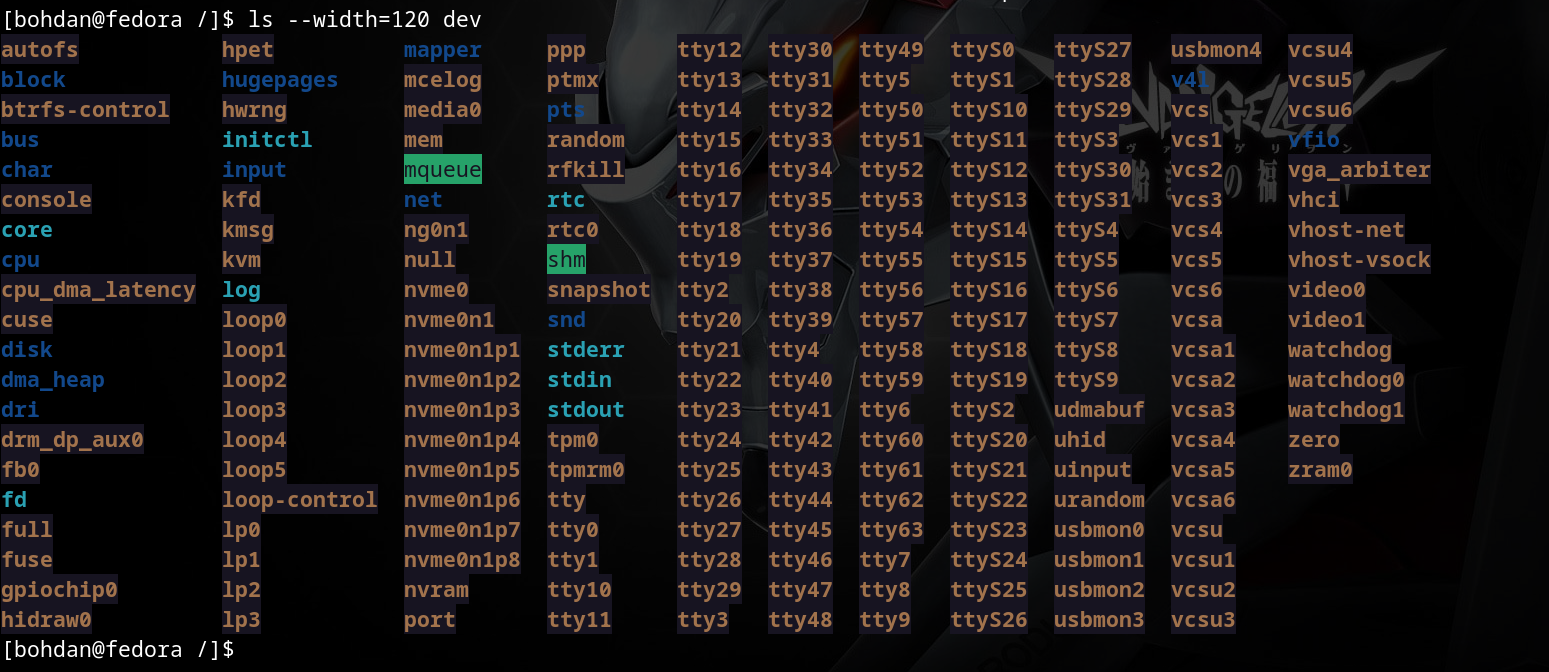 [bohdan@fedora /]$ ls --width=120 dev
autofs hpet mapper ppp tty12 tty30 tty49 ttyS0 ttyS27 usbmon4 vcsu4
block hugepages mcelog ptmx tty13 tty31 tty5 ttyS1 ttyS28 v4l vcsu5
btrfs-control hwrng media0 pts tty14 tty32 tty50 ttyS10 ttyS29 vcs vcsu6
bus initctl mem random tty15 tty33 tty51 ttyS11 ttyS3 vcs1 vfio
char input mqueue rfkill tty16 tty34 tty52 ttyS12 ttyS30 vcs2 vga_arbiter
console kfd net rtc tty17 tty35 tty53 ttyS13 ttyS31 vcs3 vhci
core kmsg ng0n1 rtc0 tty18 tty36 tty54 ttyS14 ttyS4 vcs4 vhost-net
cpu kvm null shm tty19 tty37 tty55 ttyS15 ttyS5 vcs5 vhost-vsock
cpu_dma_latency log nvme0 snapshot tty2 tty38 tty56 ttyS16 ttyS6 vcs6 video0
cuse loop0 nvme0n1 snd tty20 tty39 tty57 ttyS17 ttyS7 vcsa video1
disk loop1 nvme0n1p1 stderr tty21 tty4 tty58 ttyS18 ttyS8 vcsa1 watchdog
dma_heap loop2 nvme0n1p2 stdin tty22 tty40 tty59 ttyS19 ttyS9 vcsa2 watchdog0
dri loop3 nvme0n1p3 stdout tty23 tty41 tty6 ttyS2 udmabuf vcsa3 watchdog1
drm_dp_aux0 loop4 nvme0n1p4 tpm0 tty24 tty42 tty60 ttyS20 uhid vcsa4 zero
fb0 loop5 nvme0n1p5 tpmrm0 tty25 tty43 tty61 ttyS21 uinput vcsa5 zram0
fd loop-control nvme0n1p6 tty tty26 tty44 tty62 ttyS22 urandom vcsa6
full lp0 nvme0n1p7 tty0 tty27 tty45 tty63 ttyS23 usbmon0 vcsu
fuse lp1 nvme0n1p8 tty1 tty28 tty46 tty7 ttyS24 usbmon1 vcsu1
gpiochip0 lp2 nvram tty10 tty29 tty47 tty8 ttyS25 usbmon2 vcsu2
hidraw0 lp3 port tty11 tty3 tty48 tty9 ttyS26 usbmon3 vcsu3
[bohdan@fedora /]$